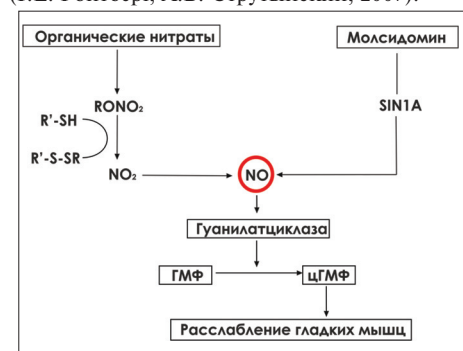 Органические нитраты
Молсидомин
RONO₂
SIN1A
R’-SH
R’-S-SR
NO₂
NO
Гуанилатциклаза
ГМФ
цГМФ
Расслабление гладких мышц